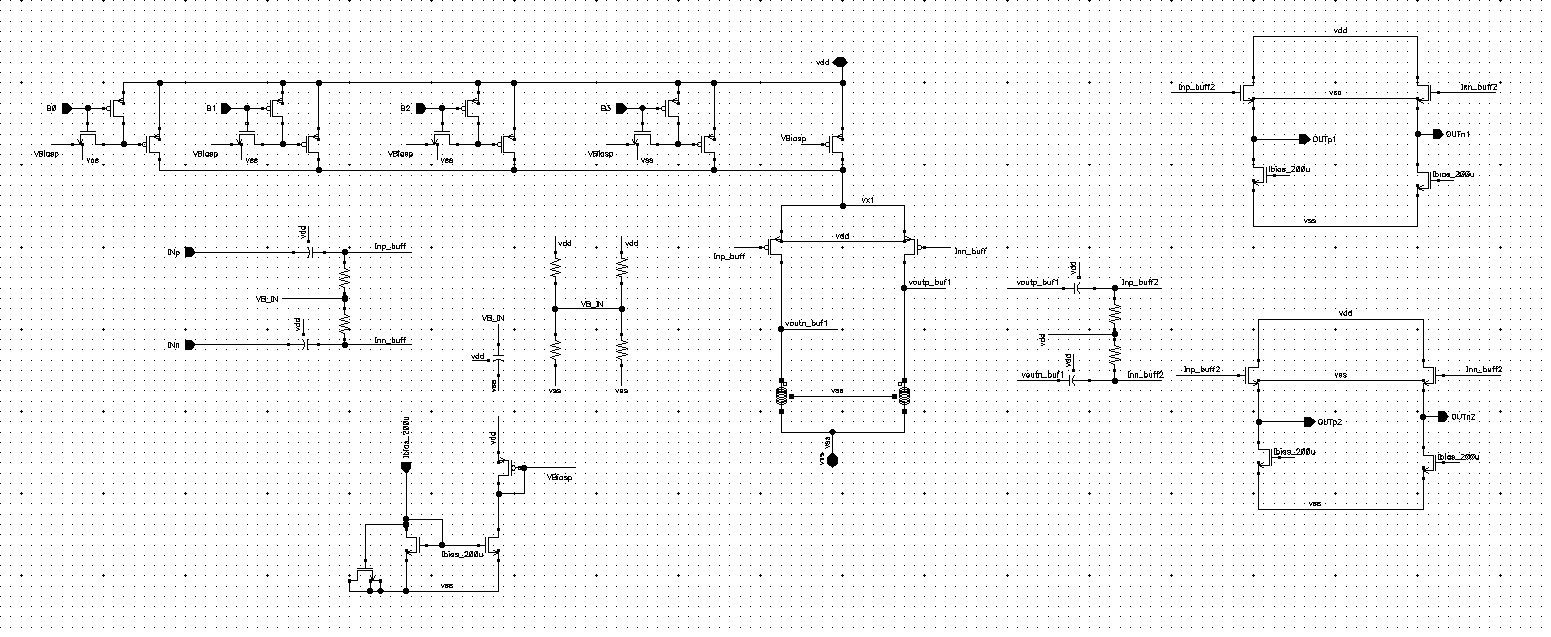 vdd
vdd
Inp_buff2
Inn_buff2
vss
B0
B1
B2
B3
VBiasp
OUTp1
OUTn1
VBiasp
vss
VBiasp
vss
VBiasp
vss
VBiasp
vss
Ibias_200u
Ibias_200u
vx1
vss
vdd
vdd
vdd
vdd
INp
Inp_buff
Inp_buff
Inn_buff
vdd
voutp_buf1
voutp_buf1
Inp_buff2
VB_IN
VB_IN
vdd
VB_IN
vdd
voutn_buf1
vdd
INn
Inn_buff
vdd
vdd
vss
vss
vss
vdd
voutn_buf1
Inn_buff2
Inp_buff2
vss
Inn_buff2
vss
OUTp2
OUTn2
Ibias_200u
vdd
vss
vss
Ibias_200u
Ibias_200u
VBiasp
vss
Ibias_200u
vss